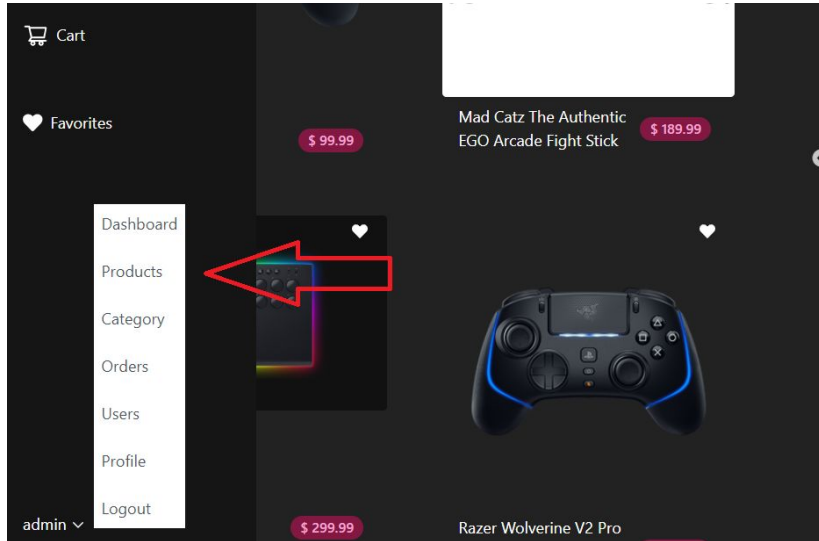 Cart
Favorites
Dashboard
Products
Category
Orders
Users
Profile
Logout
admin
$ 99.99
Mad Catz The Authentic
EGO Arcade Fight Stick
$ 189.99
$ 299.99
Razer Wolverine V2 Pro